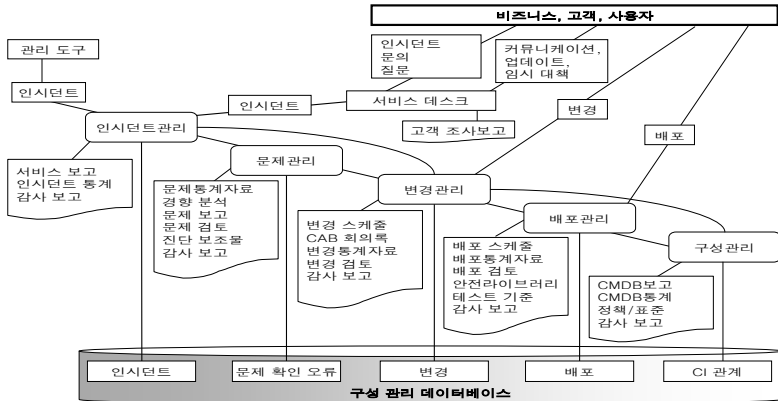 비즈니스, 고객, 사용자
관리 도구
인시던트
문의
질문
커뮤니케이션,
업데이트,
임시 대책
인시던트
인시던트
서비스 데스크
변경
인시던트관리
고객 조사보고
배포
문제관리
서비스 보고
인시던트 통계
감사 보고
변경관리
문제통계자료
경향 분석
문제 보고
문제 검토
진단 보조물
감사 보고
배포관리
변경 스케줄
CAB 회의록
변경통계자료
변경 검토
감사 보고
구성관리
배포 스케줄
배포통계자료
배포 검토
안전라이브러리
테스트 기준
감사 보고
CMDB보고
CMDB통계
정책/표준
감사 보고
인시던트
문제 확인 오류
변경
배포
CI 관계
구성 관리 데이터베이스